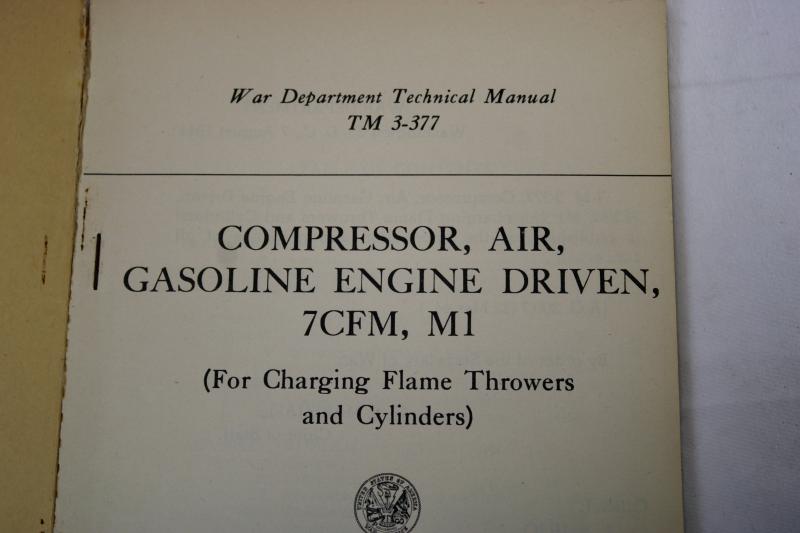 War Department Technical Manual
TM 3-377
COMPRESSOR, AIR,
GASOLINE ENGINE DRIVEN,
7CFM, M1
(For Charging Flame Throwers
and Cylinders)